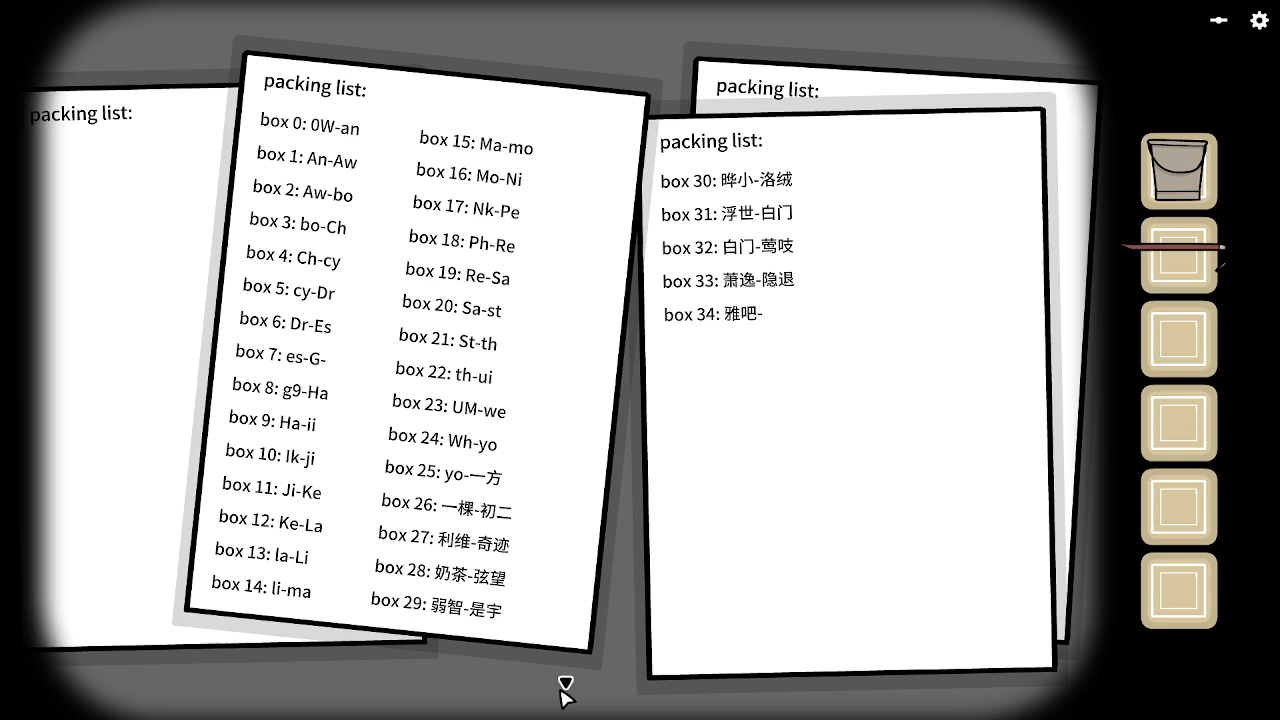 packing list:
packing list:
box 0: 0W-an
box 1: An-Aw
box 2: Aw-bo
box 3: bo-Ch
box 4: Ch-cy
box 5: cy-Dr
box 6: Dr-Es
box 7: es-G-
box 8: g9-Ha
box 9: Ha-ii
box 10: Ik-ji
box 11: Ji-Ke
box 12: Ke-La
box 13: la-Li
box 14: li-ma
box 15: Ma-mo
box 16: Mo-Ni
box 17: Nk-Pe
box 18: Ph-Re
box 19: Re-Sa
box 20: Sa-st
box 21: St-th
box 22: th-ui
box 23: UM-we
box 24: Wh-yo
box 25: yo-一方
box 26: 一棵-初二
box 27: 利维-奇迹
box 28: 奶茶-弦望
box 29: 弱智-是宇
packing list:
packing list:
box 30: 晔小-洛绒
box 31: 浮世-白门
box 32: 白门-莺吱
box 33: 萧逸-隐退
box 34: 雅吧-